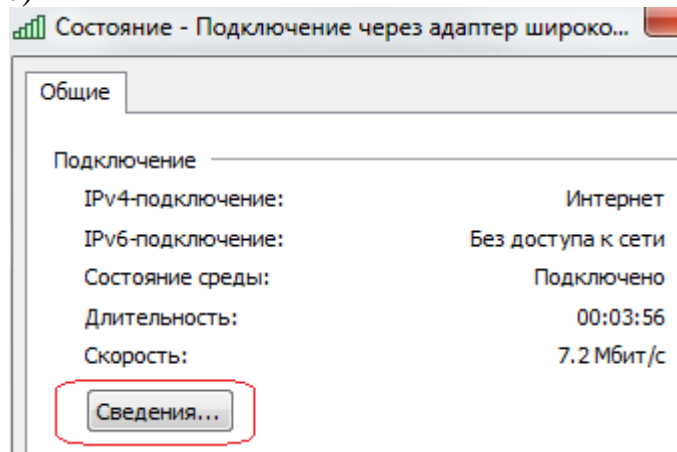 Состояние - Подключение через адаптер широко...
Общие
Подключение
IPv4-подключение: Интернет
IPv6-подключение: Без доступа к сети
Состояние среды: Подключено
Длительность: 00:03:56
Скорость: 7.2 Мбит/с
Сведения...